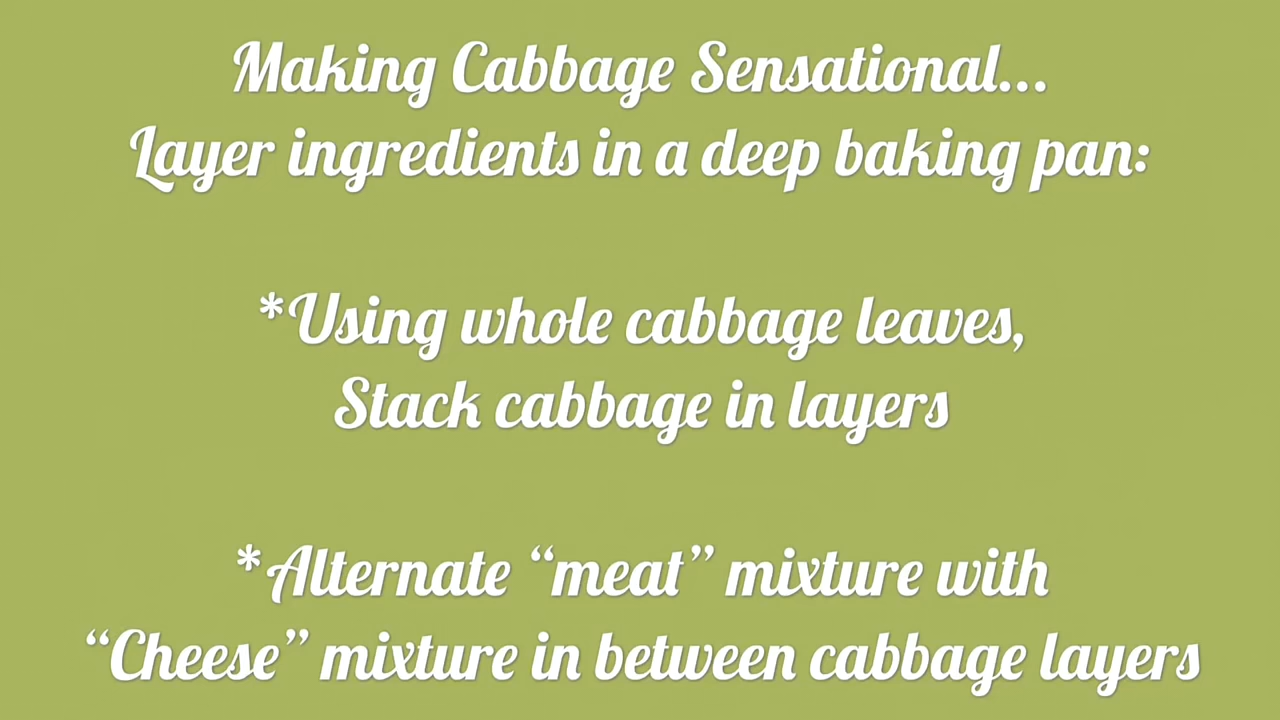 Making Cabbage Sensational...
Layer ingredients in a deep baking pan:
*Using whole cabbage leaves,
Stack cabbage in layers
*Alternate “meat” mixture with
“Cheese” mixture in between cabbage layers